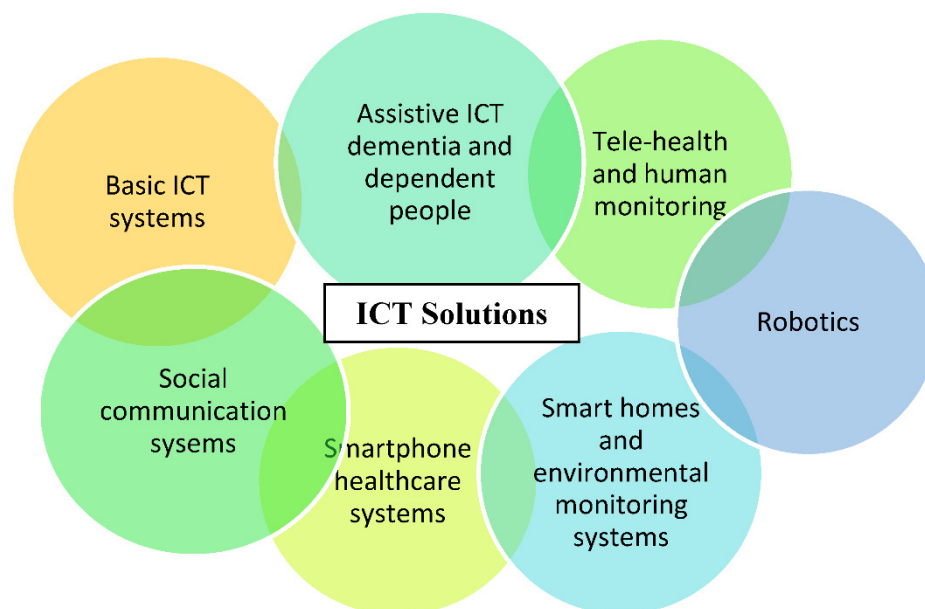 Assistive ICT
dementia and
dependent
people
Tele-health
and human
monitoring
Basic ICT
systems
ICT Solutions
Robotics
Social
communication
sysems
Smartphone
healthcare
systems
Smart homes
and
environmental
monitoring
systems